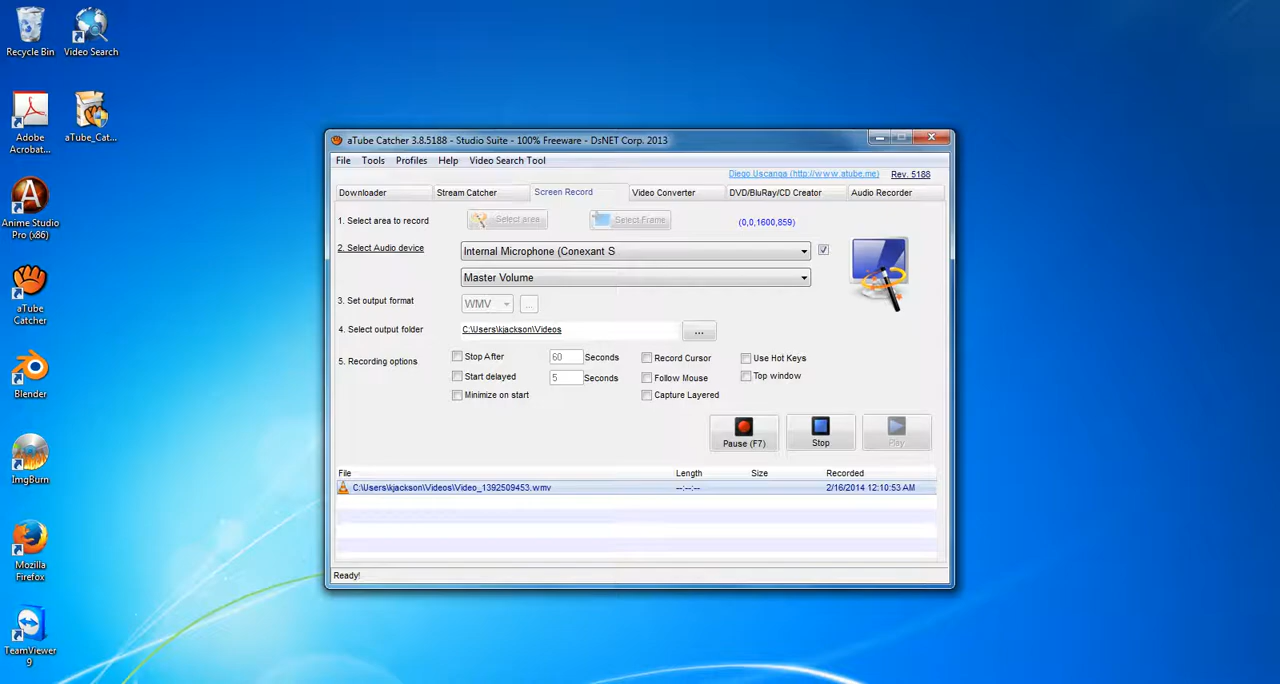 Recycle Bin
Video Search
Adobe
Acrobat...
aTube_Cat...
Anime Studio
Pro (x86)
aTube
Catcher
Blender
ImgBurn
Mozilla
Firefox
TeamViewer
9
aTube Catcher 3.8.5188 - Studio Suite - 100% Freeware - DsNET Corp. 2013
File Tools Profiles Help Video Search Tool
Diego Uscanga (http://www.atube.me) Rev. 5188
Downloader Stream Catcher Screen Record Video Converter DVD/BluRay/CD Creator Audio Recorder
1. Select area to record Select area Select Frame (0,0,1600,859)
2. Select Audio device Internal Microphone (Conexant S
Master Volume
3. Set output format WMV ...
4. Select output folder C:\Users\kjackson\Videos ...
5. Recording options Stop After 60 Seconds Record Cursor Use Hot Keys
Start delayed 5 Seconds Follow Mouse Top window
Minimize on start Capture Layered
Pause (F7) Stop Play
File Length Size Recorded
C:\Users\kjackson\Videos\Video_1392509453.wmv --:--:-- 2/16/2014 12:10:53 AM
Ready!